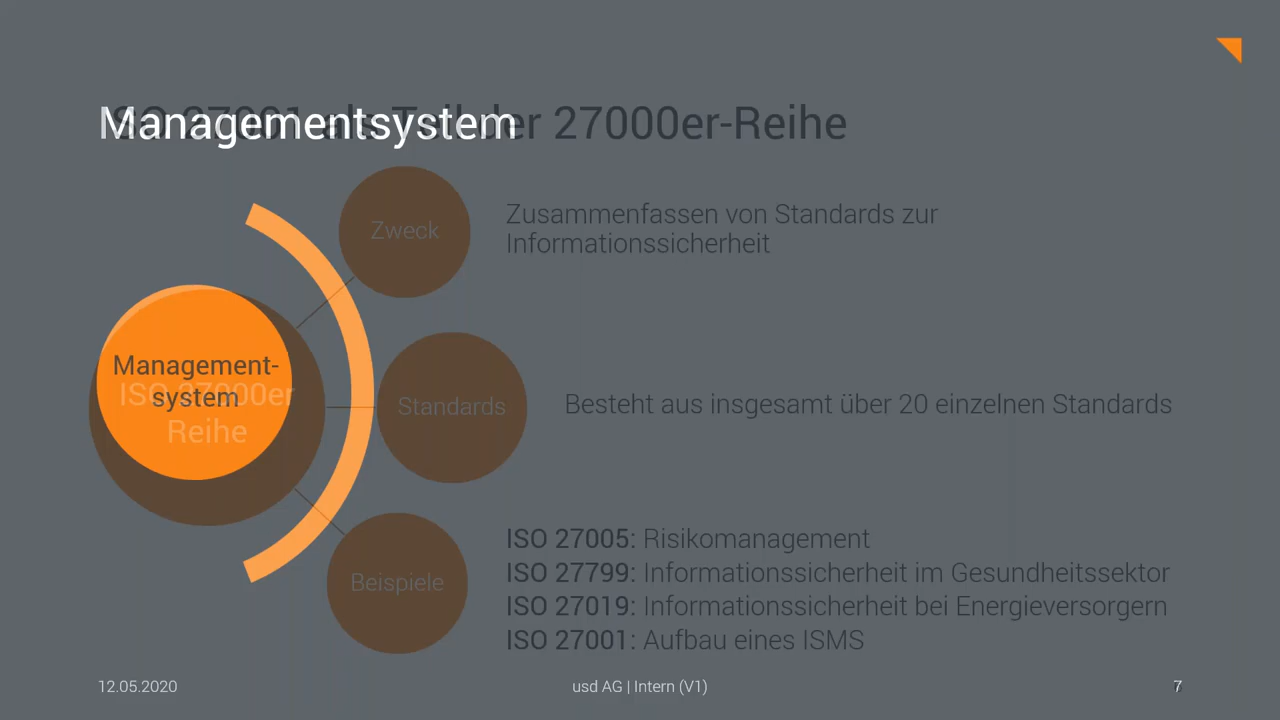 Managementsystem
ISO 27001 als Teil der 27000er-Reihe
Zweck
Zusammenfassen von Standards zur
Informationssicherheit
Management-
system
ISO 27000er
Reihe
Standards
Besteht aus insgesamt über 20 einzelnen Standards
Beispiele
ISO 27005: Risikomanagement
ISO 27799: Informationssicherheit im Gesundheitssektor
ISO 27019: Informationssicherheit bei Energieversorgern
ISO 27001: Aufbau eines ISMS
12.05.2020
usd AG | Intern (V1)
7